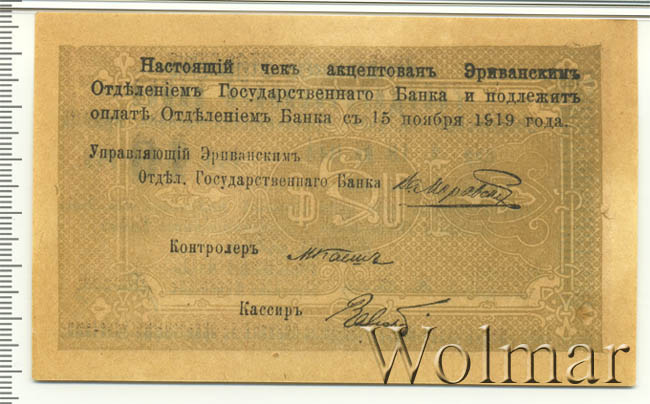 Настоящій чекъ акцептованъ Эриванскимъ
Отдѣленіемъ Государственнаго Банка и подлежитъ
оплатѣ Отдѣленіемъ Банка съ 15 ноября 1919 года.
Управляющій Эриванскимъ
Отдѣл. Государственнаго Банка
Контролеръ
Кассиръ
Wolmar